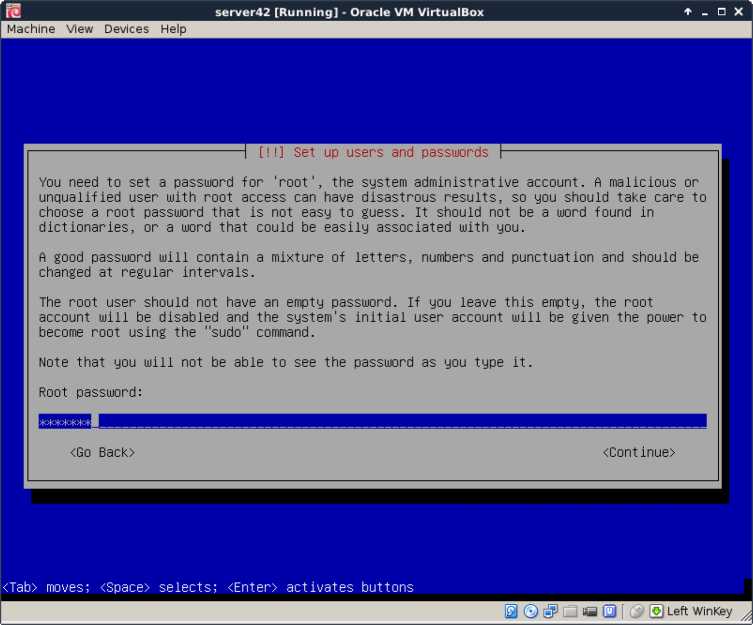 server42 [Running] - Oracle VM VirtualBox
Machine View Devices Help
[!!] Set up users and passwords
You need to set a password for 'root', the system administrative account. A malicious or
unqualified user with root access can have disastrous results, so you should take care to
choose a root password that is not easy to guess. It should not be a word found in
dictionaries, or a word that could be easily associated with you.
A good password will contain a mixture of letters, numbers and punctuation and should be
changed at regular intervals.
The root user should not have an empty password. If you leave this empty, the root
account will be disabled and the system's initial user account will be given the power to
become root using the "sudo" command.
Note that you will not be able to see the password as you type it.
Root password:
*******
<Go Back> <Continue>
<Tab> moves; <Space> selects; <Enter> activates buttons
Left WinKey